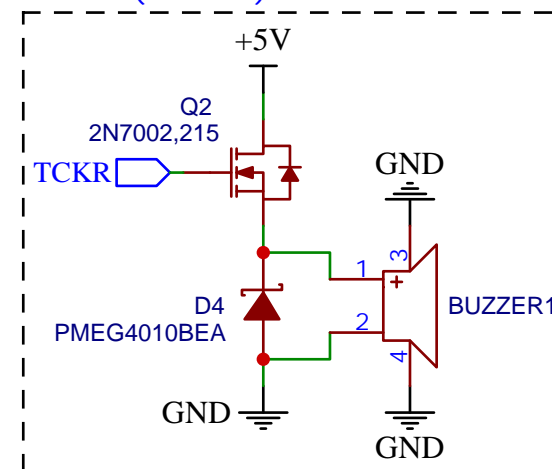 +5V
Q2
2N7002,215
TCKR
GND
3
1
+
BUZZER1
2
D4
PMEG4010BEA
4
GND
GND